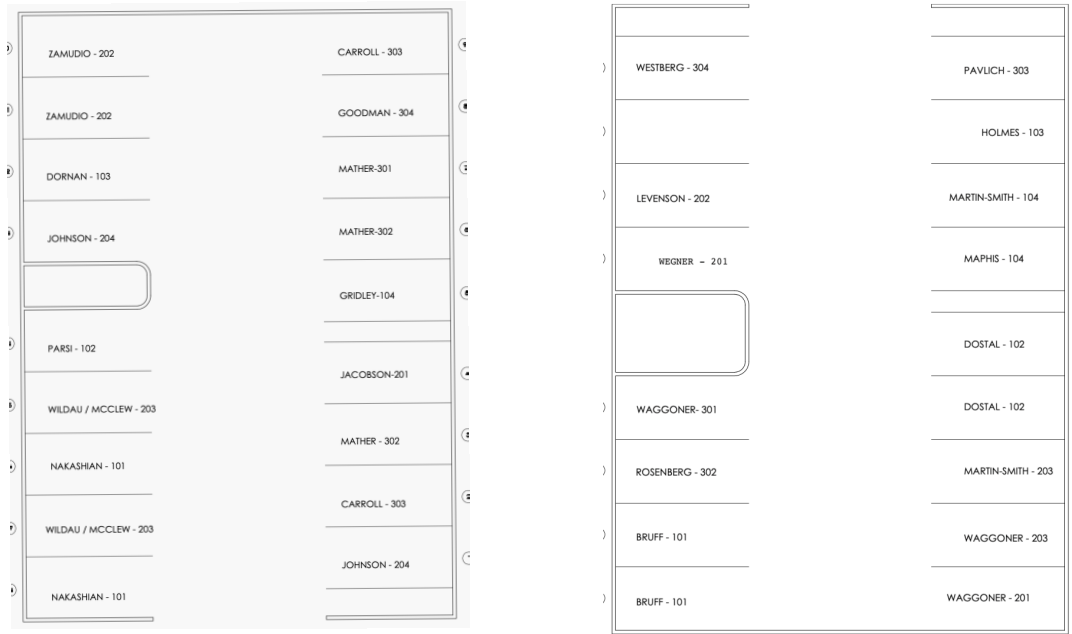 ZAMUDIO - 202
ZAMUDIO - 202
DORNAN - 103
JOHNSON - 204
PARSI - 102
WILDAU / MCCLEW - 203
NAKASHIAN - 101
WILDAU / MCCLEW - 203
NAKASHIAN - 101
CARROLL - 303
GOODMAN - 304
MATHER-301
MATHER-302
GRIDLEY-104
JACOBSON-201
MATHER - 302
CARROLL - 303
JOHNSON - 204
WESTBERG - 304
LEVENSON - 202
WEGNER - 201
WAGGONER- 301
ROSENBERG - 302
BRUFF - 101
BRUFF - 101
PAVLICH - 303
HOLMES - 103
MARTIN-SMITH - 104
MAPHIS - 104
DOSTAL - 102
DOSTAL - 102
MARTIN-SMITH - 203
WAGGONER - 203
WAGGONER - 201